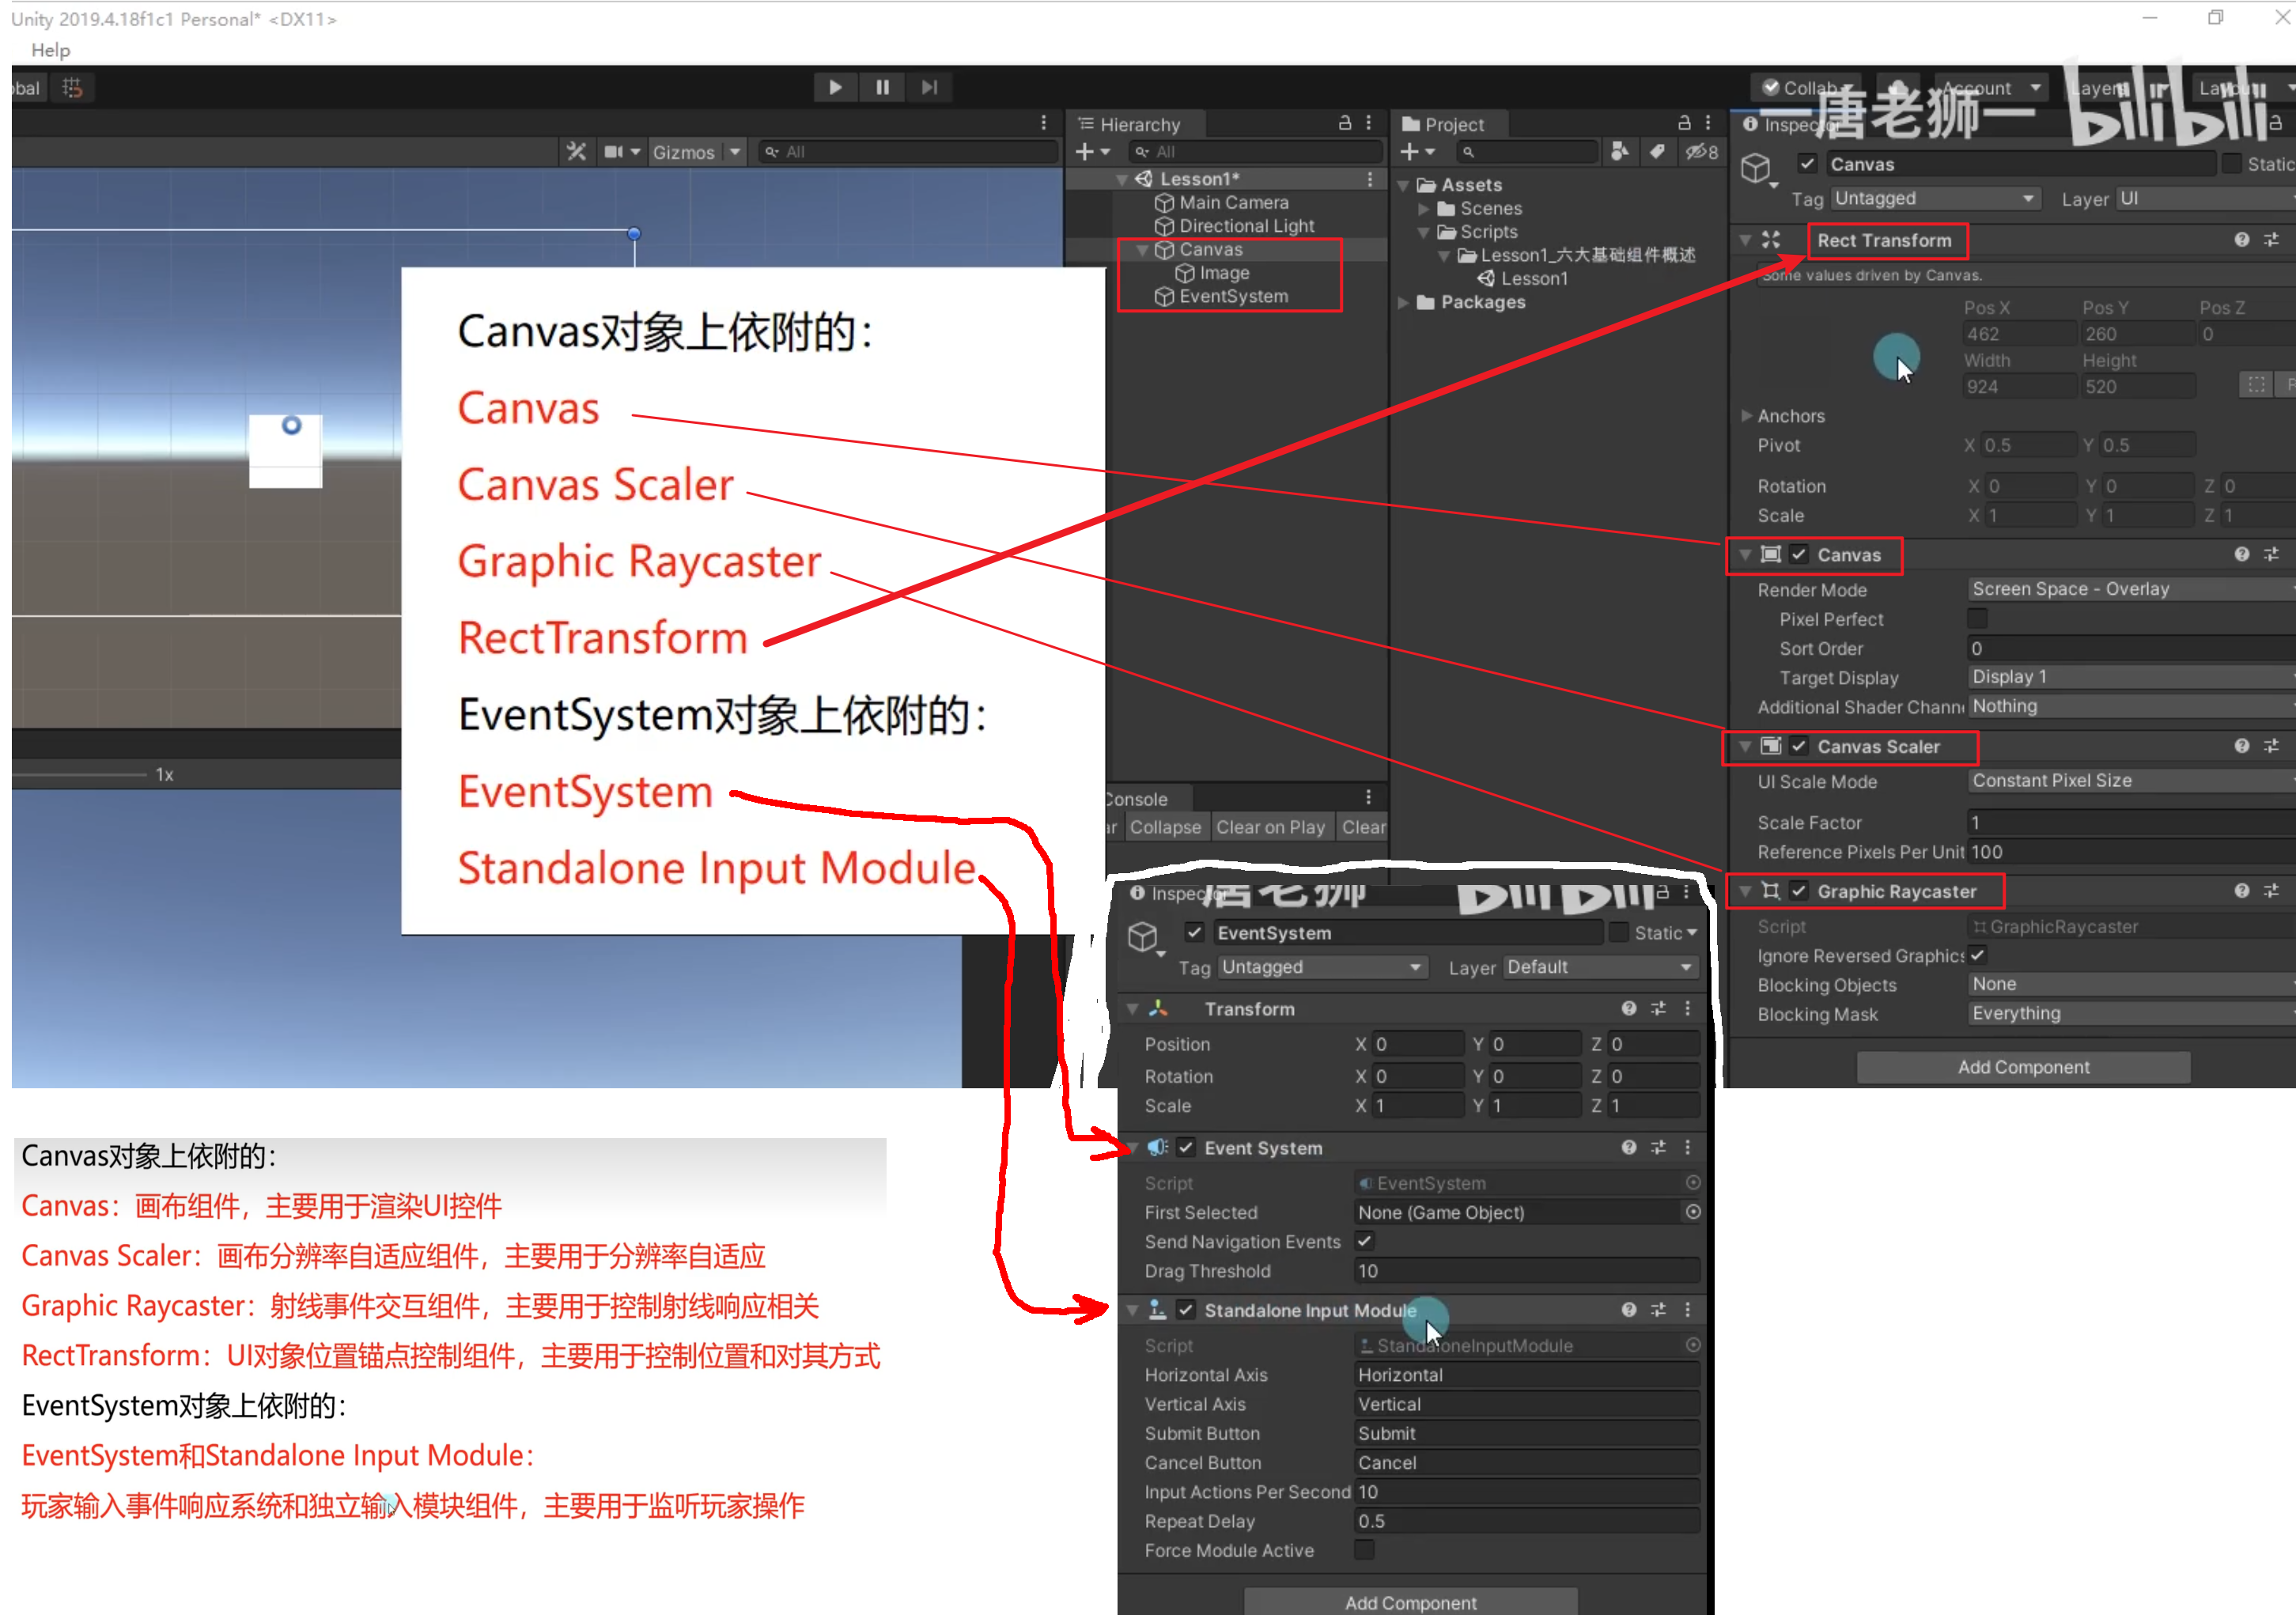 Unity 2019.4.18f1c1 Personal* <DX11>
Help
bal
Collab
Account
Layers
唐老狮
bilibili
Gizmos
All
Hierarchy
All
Lesson1*
Main Camera
Directional Light
Canvas
Image
EventSystem
Project
8
Assets
Scenes
Scripts
Lesson1_六大基础组件概述
Lesson1
Packages
Inspector
Canvas
Static
Tag Untagged
Layer UI
Rect Transform
Some values driven by Canvas.
Pos X Pos Y Pos Z
462 260 0
Width Height
924 520
Anchors
Pivot X 0.5 Y 0.5
Rotation X 0 Y 0 Z 0
Scale X 1 Y 1 Z 1
Canvas
Render Mode Screen Space - Overlay
Pixel Perfect
Sort Order 0
Target Display Display 1
Additional Shader Channe Nothing
Canvas Scaler
UI Scale Mode Constant Pixel Size
Scale Factor 1
Reference Pixels Per Unit 100
Graphic Raycaster
Script GraphicRaycaster
Ignore Reversed Graphics
Blocking Objects None
Blocking Mask Everything
Add Component
Canvas对象上依附的：
Canvas
Canvas Scaler
Graphic Raycaster
RectTransform
EventSystem对象上依附的：
EventSystem
Standalone Input Module
1x
Console
ar Collapse Clear on Play Clear
Inspector
唐老狮
bilibili
EventSystem
Static
Tag Untagged
Layer Default
Transform
Position X 0 Y 0 Z 0
Rotation X 0 Y 0 Z 0
Scale X 1 Y 1 Z 1
Event System
Script EventSystem
First Selected None (Game Object)
Send Navigation Events
Drag Threshold 10
Standalone Input Module
Script StandaloneInputModule
Horizontal Axis Horizontal
Vertical Axis Vertical
Submit Button Submit
Cancel Button Cancel
Input Actions Per Second 10
Repeat Delay 0.5
Force Module Active
Add Component
Canvas对象上依附的：
Canvas：画布组件，主要用于渲染UI控件
Canvas Scaler：画布分辨率自适应组件，主要用于分辨率自适应
Graphic Raycaster：射线事件交互组件，主要用于控制射线响应相关
RectTransform：UI对象位置锚点控制组件，主要用于控制位置和对其方式
EventSystem对象上依附的：
EventSystem和Standalone Input Module：
玩家输入事件响应系统和独立输入模块组件，主要用于监听玩家操作